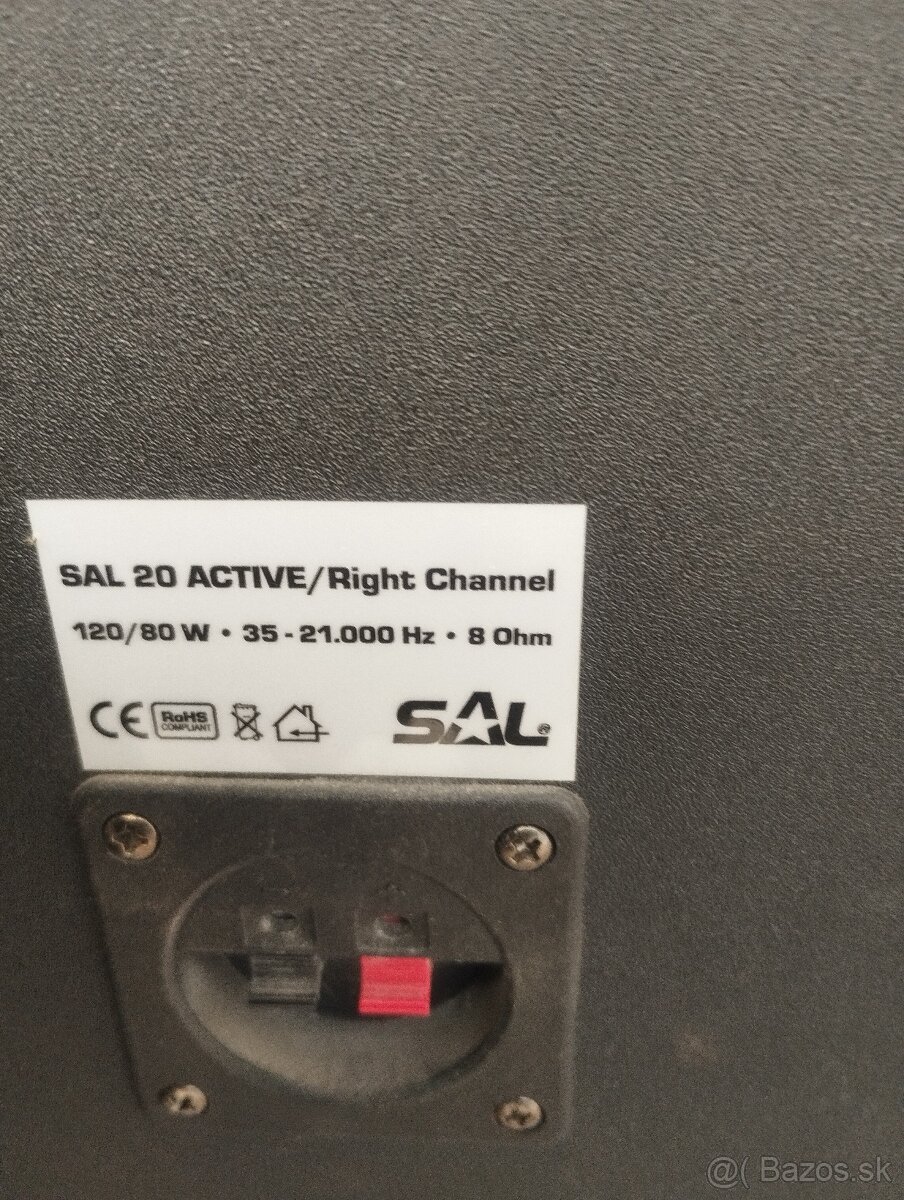 SAL 20 ACTIVE/Right Channel
120/80 W • 35 - 21.000 Hz • 8 Ohm
CE RoHS COMPLIANT SAL®
@( Bazos.sk